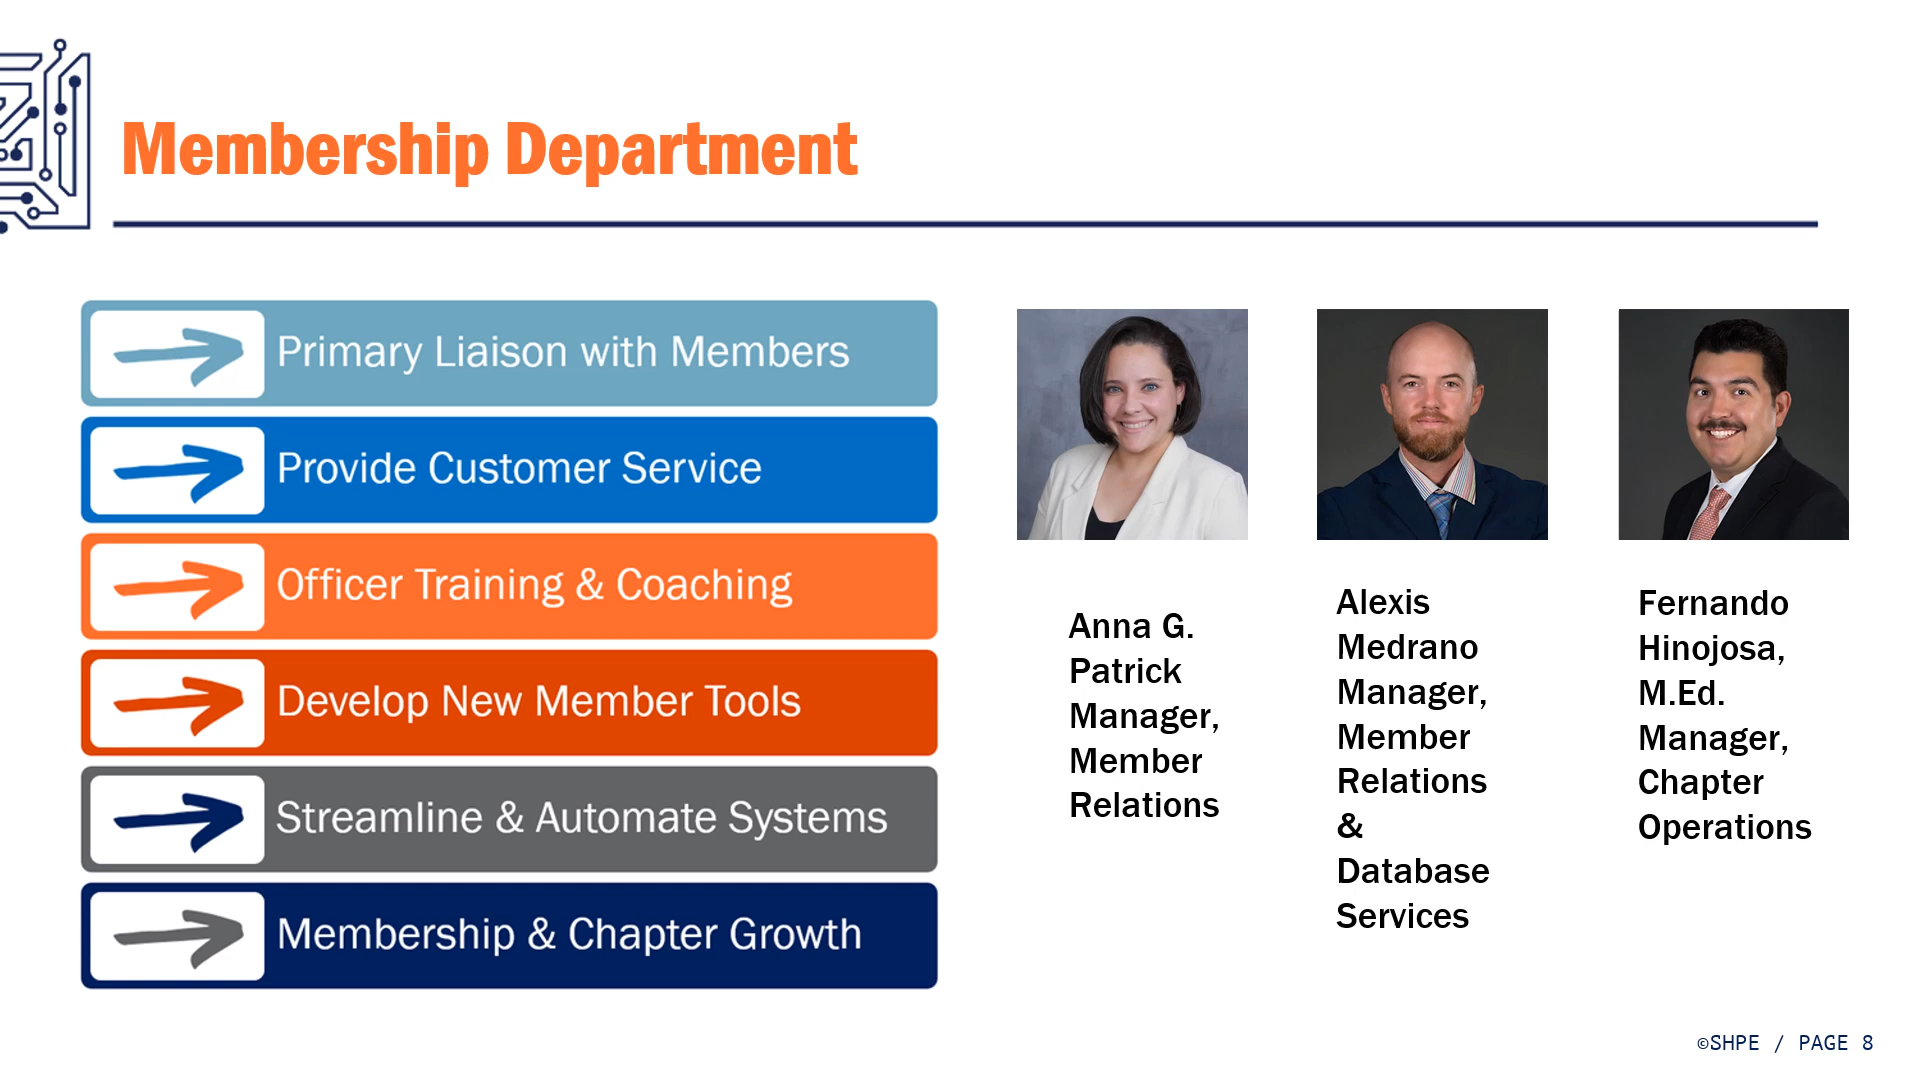 Membership Department
Primary Liaison with Members
Provide Customer Service
Officer Training & Coaching
Develop New Member Tools
Streamline & Automate Systems
Membership & Chapter Growth
Anna G.
Patrick
Manager,
Member
Relations
Alexis
Medrano
Manager,
Member
Relations
&
Database
Services
Fernando
Hinojosa,
M.Ed.
Manager,
Chapter
Operations
©SHPE / PAGE 8